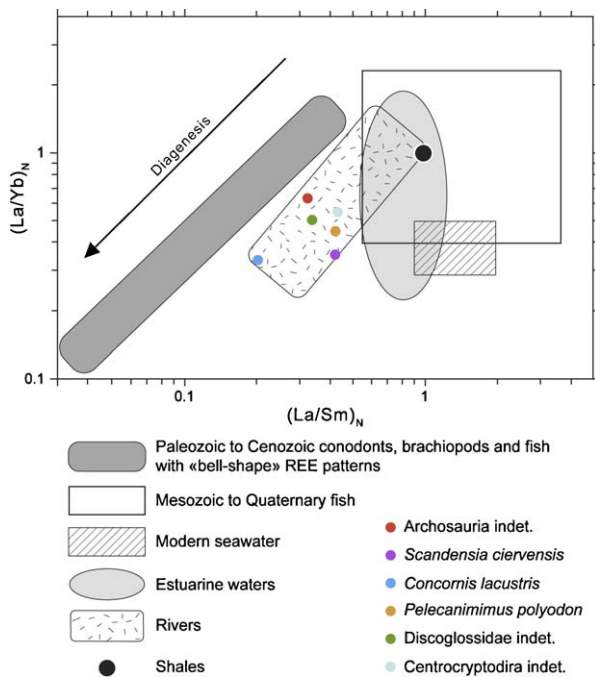 Diagenesis
(La/Yb)N
1
0.1
0.1
1
(La/Sm)N
Paleozoic to Cenozoic conodonts, brachiopods and fish
with «bell-shape» REE patterns
Mesozoic to Quaternary fish
Modern seawater
Estuarine waters
Rivers
Shales
Archosauria indet.
Scandensia ciervensis
Concornis lacustris
Pelecanimimus polyodon
Discoglossidae indet.
Centrocryptodira indet.